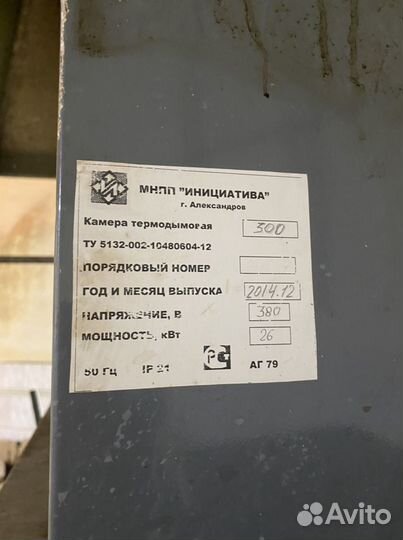 МНПП "ИНИЦИАТИВА"
г. Александров
Камера термодымовая 300
ТУ 5132-002-10480604-12
ПОРЯДКОВЫЙ НОМЕР
ГОД И МЕСЯЦ ВЫПУСКА 2014.12
НАПРЯЖЕНИЕ, В 380
МОЩНОСТЬ, кВт 26
50 Гц IP 21 АГ 79
Avito